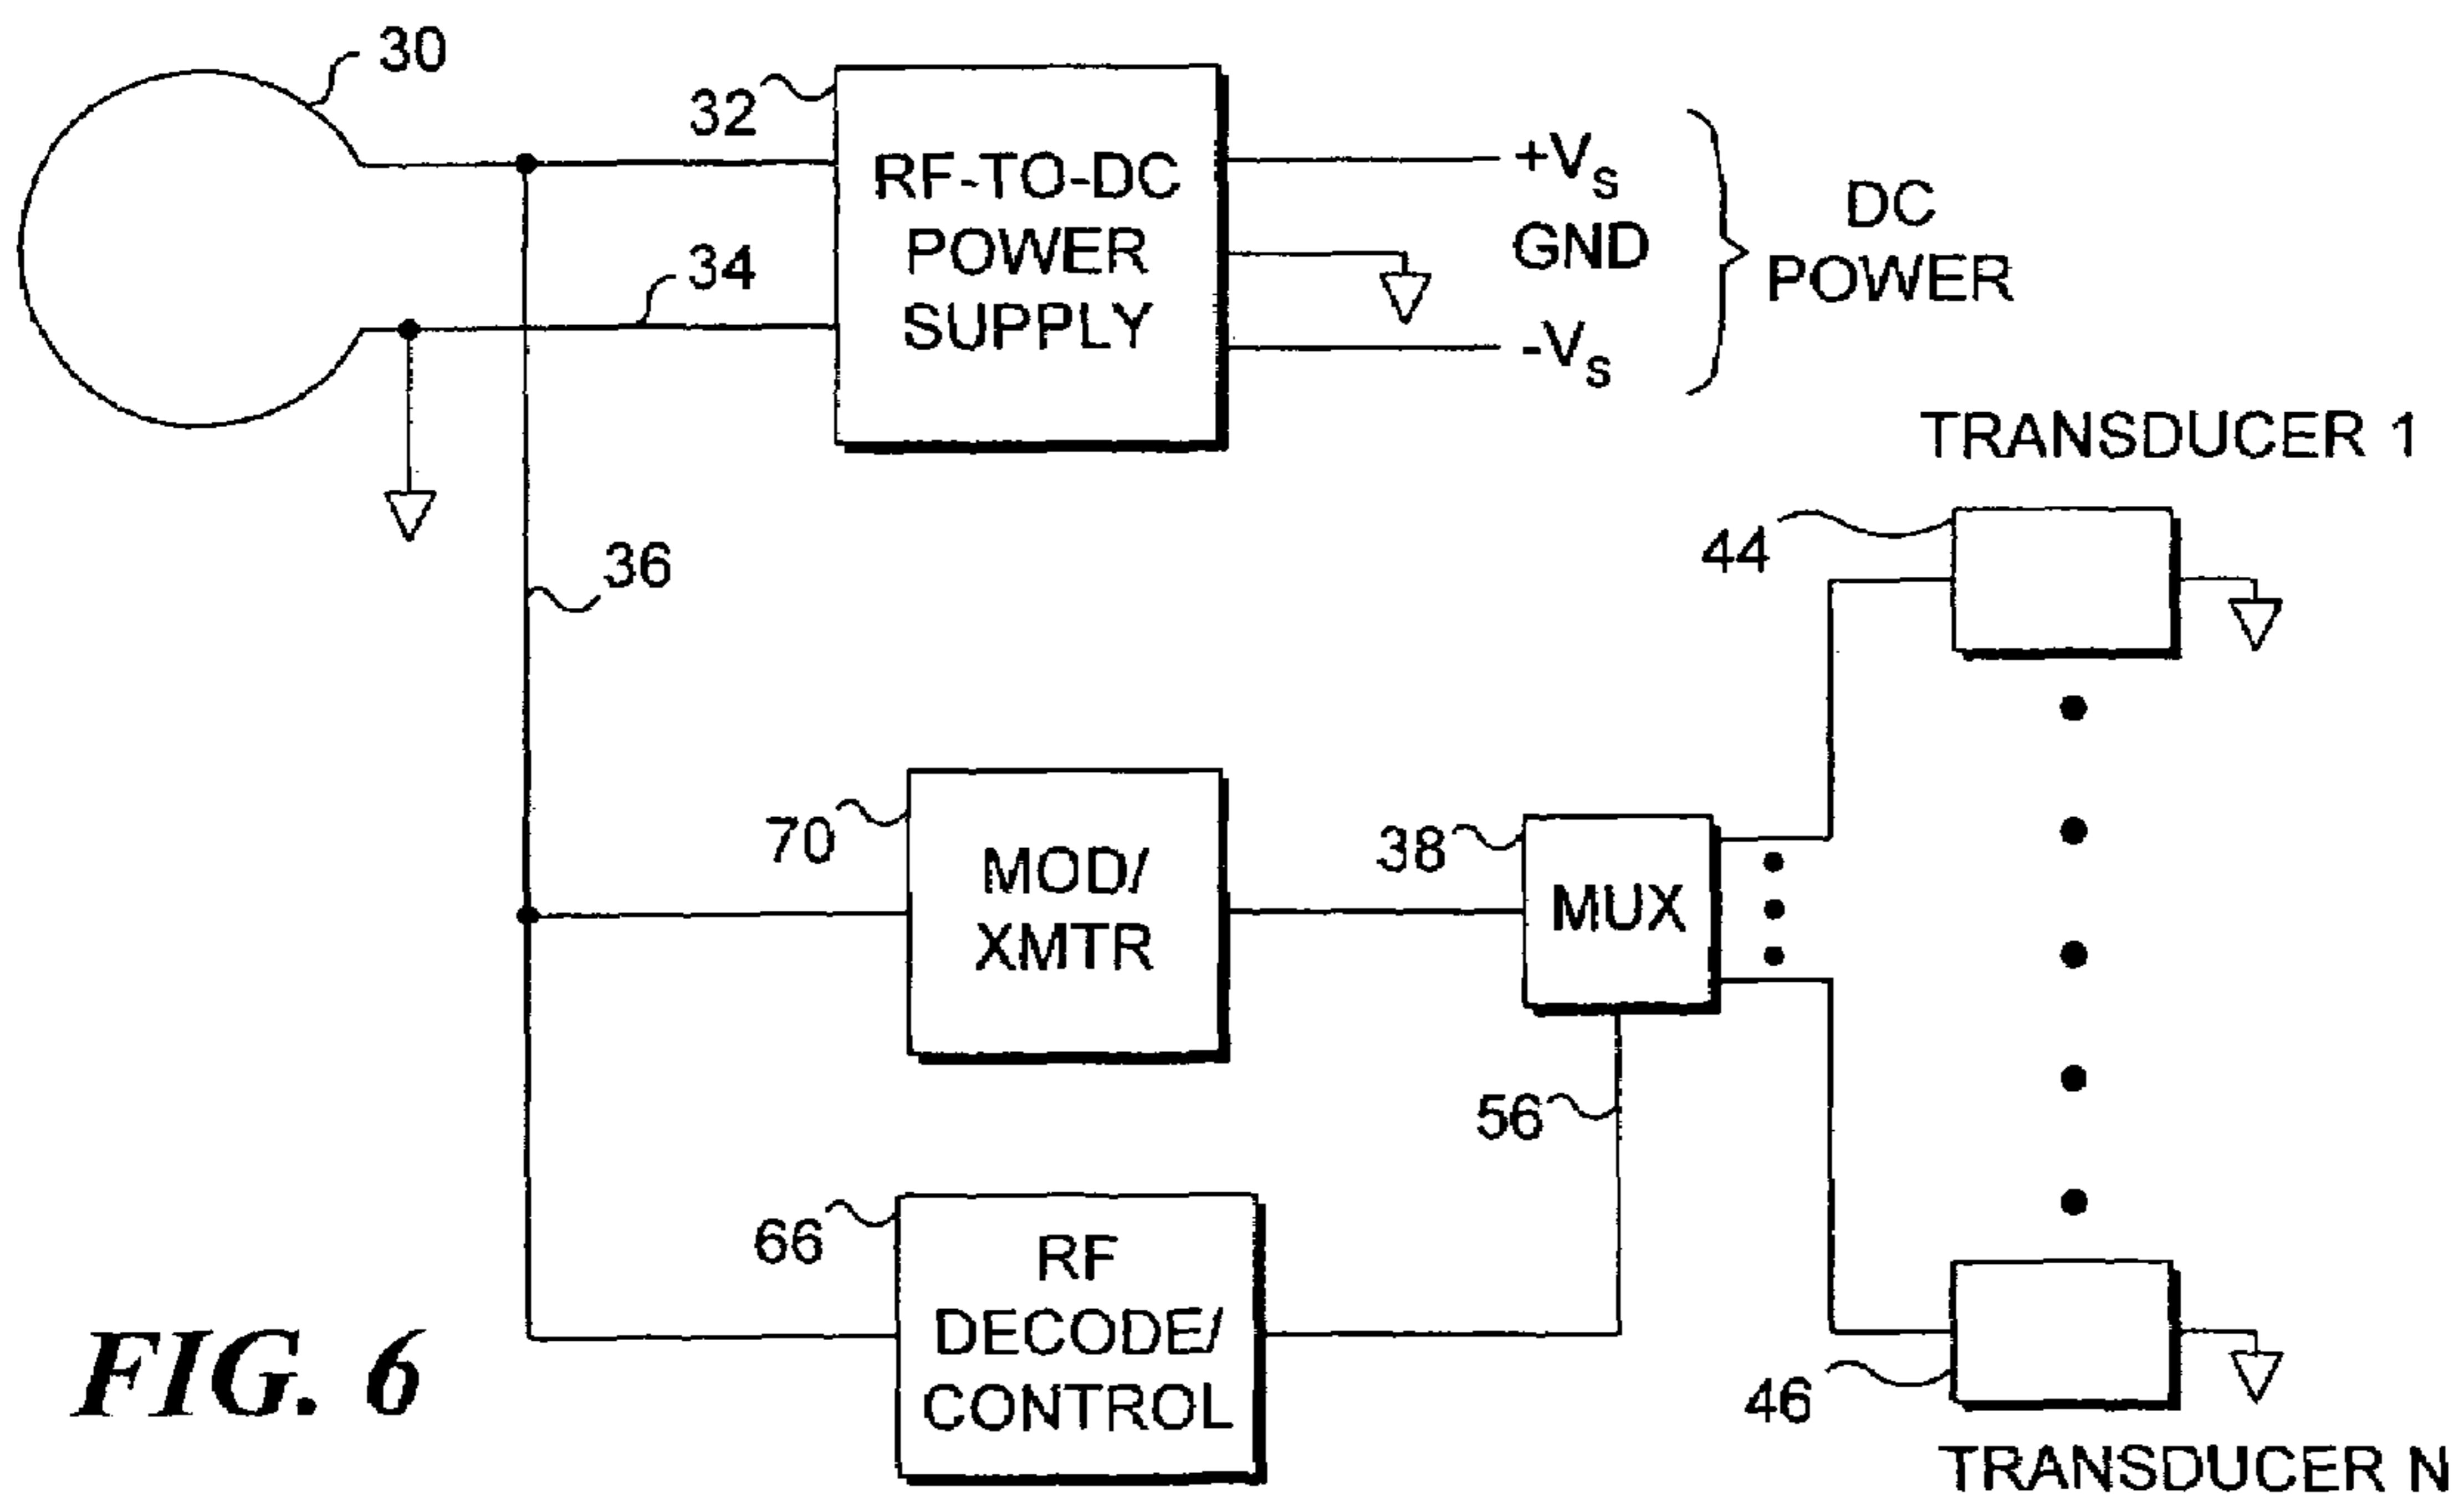 30
32
RF-TO-DC
POWER
SUPPLY
+VS
GND
-VS
DC
POWER
34
TRANSDUCER 1
44
36
70
MOD/
XMTR
38
MUX
56
66
RF
DECODE/
CONTROL
46
TRANSDUCER N
FIG. 6